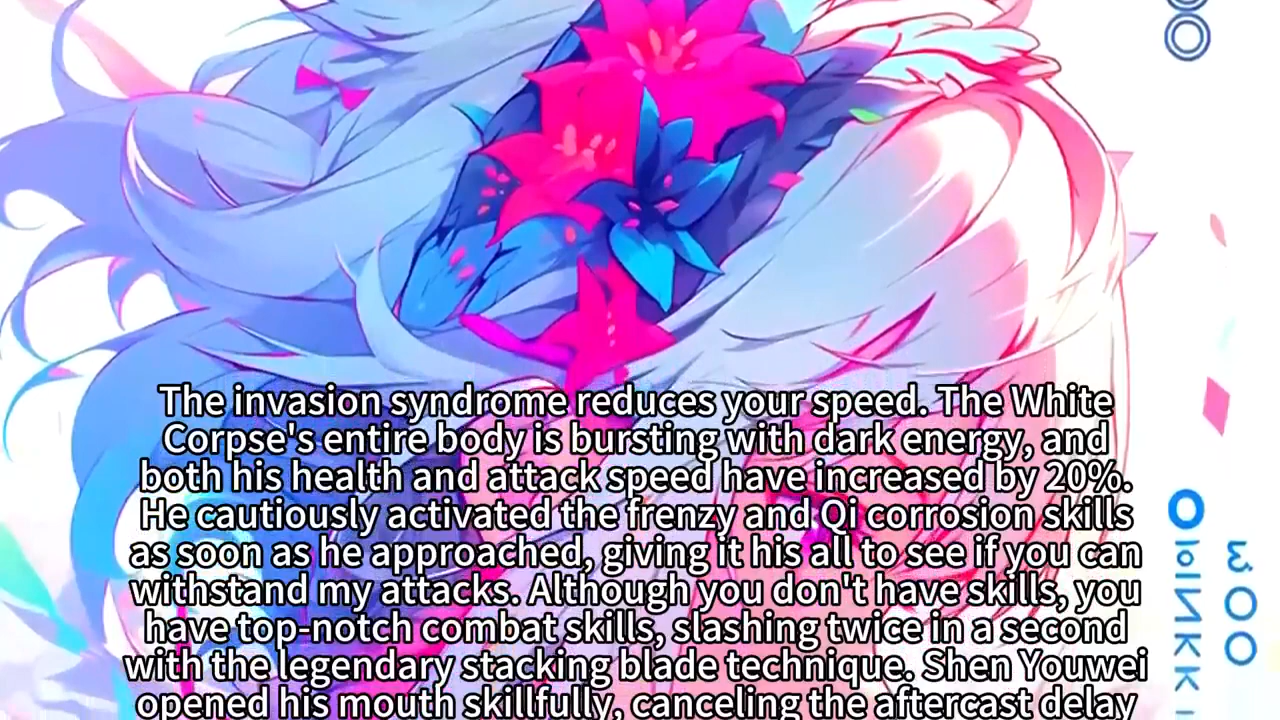 The invasion syndrome reduces your speed. The White
Corpse's entire body is bursting with dark energy, and
both his health and attack speed have increased by 20%.
He cautiously activated the frenzy and Qi corrosion skills
as soon as he approached, giving it his all to see if you can
withstand my attacks. Although you don't have skills, you
have top-notch combat skills, slashing twice in a second
with the legendary stacking blade technique. Shen Youwei
opened his mouth skillfully, canceling the aftercast delay